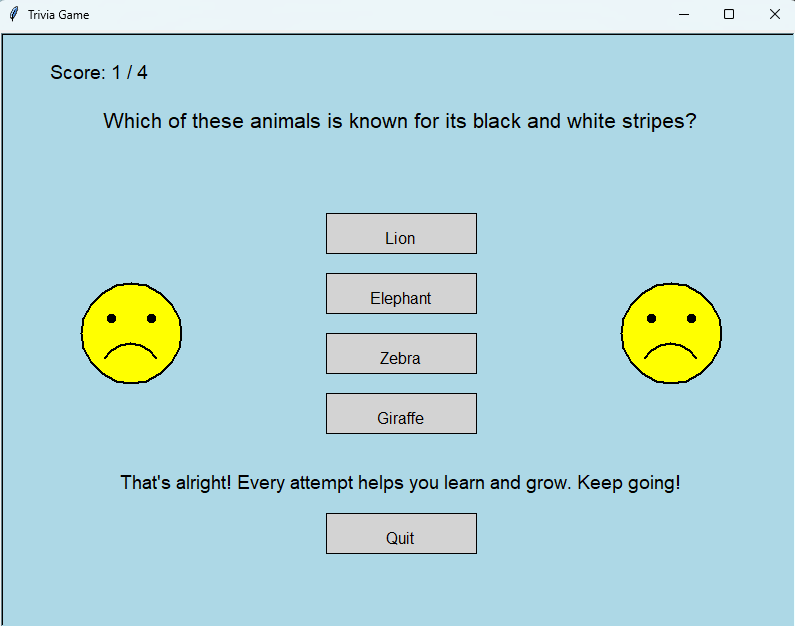 Trivia Game
Score: 1 / 4
Which of these animals is known for its black and white stripes?
Lion
Elephant
Zebra
Giraffe
That's alright! Every attempt helps you learn and grow. Keep going!
Quit